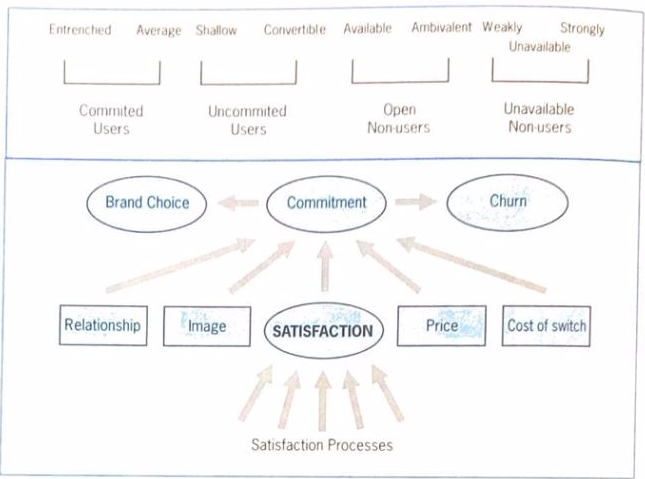 Entrenched Average Shallow Convertible Available Ambivalent Weakly Strongly
Unavailable
Commited Uncommited Open Unavailable
Users Users Non-users Non-users
Brand Choice Commitment Churn
Relationship Image SATISFACTION Price Cost of switch
Satisfaction Processes